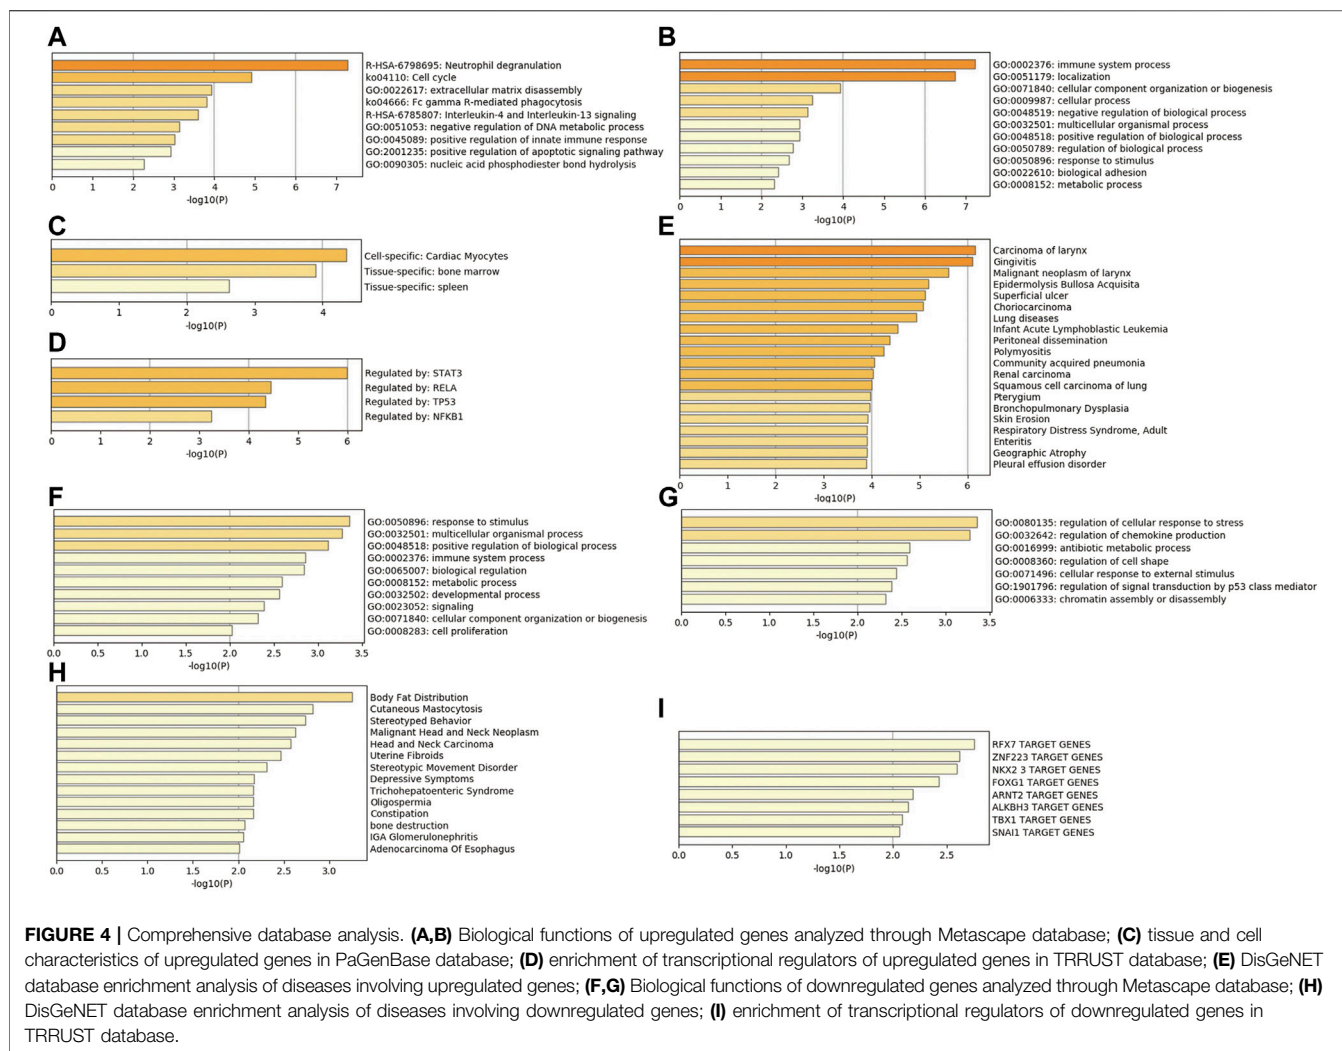 A
R-HSA-6798695: Neutrophil degranulation
ko04110: Cell cycle
GO:0022617: extracellular matrix disassembly
ko04666: Fc gamma R-mediated phagocytosis
R-HSA-6785807: Interleukin-4 and Interleukin-13 signaling
GO:0051053: negative regulation of DNA metabolic process
GO:0045089: positive regulation of innate immune response
GO:2001235: positive regulation of apoptotic signaling pathway
GO:0090305: nucleic acid phosphodiester bond hydrolysis
0 1 2 3 4 5 6 7
-log10(P)
B
GO:0002376: immune system process
GO:0051179: localization
GO:0071840: cellular component organization or biogenesis
GO:0009987: cellular process
GO:0048519: negative regulation of biological process
GO:0032501: multicellular organismal process
GO:0048518: positive regulation of biological process
GO:0050789: regulation of biological process
GO:0050896: response to stimulus
GO:0022610: biological adhesion
GO:0008152: metabolic process
0 1 2 3 4 5 6 7
-log10(P)
C
Cell-specific: Cardiac Myocytes
Tissue-specific: bone marrow
Tissue-specific: spleen
0 1 2 3 4
-log10(P)
D
Regulated by: STAT3
Regulated by: RELA
Regulated by: TP53
Regulated by: NFKB1
0 1 2 3 4 5 6
-log10(P)
E
Carcinoma of larynx
Gingivitis
Malignant neoplasm of larynx
Epidermolysis Bullosa Acquisita
Superficial ulcer
Choriocarcinoma
Lung diseases
Infant Acute Lymphoblastic Leukemia
Peritoneal dissemination
Polymyositis
Community acquired pneumonia
Renal carcinoma
Squamous cell carcinoma of lung
Pterygium
Bronchopulmonary Dysplasia
Skin Erosion
Respiratory Distress Syndrome, Adult
Enteritis
Geographic Atrophy
Pleural effusion disorder
0 1 2 3 4 5 6
-log10(P)
F
GO:0050896: response to stimulus
GO:0032501: multicellular organismal process
GO:0048518: positive regulation of biological process
GO:0002376: immune system process
GO:0065007: biological regulation
GO:0008152: metabolic process
GO:0032502: developmental process
GO:0023052: signaling
GO:0071840: cellular component organization or biogenesis
GO:0008283: cell proliferation
0.0 0.5 1.0 1.5 2.0 2.5 3.0 3.5
-log10(P)
G
GO:0080135: regulation of cellular response to stress
GO:0032642: regulation of chemokine production
GO:0016999: antibiotic metabolic process
GO:0008360: regulation of cell shape
GO:0071496: cellular response to external stimulus
GO:1901796: regulation of signal transduction by p53 class mediator
GO:0006333: chromatin assembly or disassembly
0.0 0.5 1.0 1.5 2.0 2.5 3.0 3.5
-log10(P)
H
Body Fat Distribution
Cutaneous Mastocytosis
Stereotyped Behavior
Malignant Head and Neck Neoplasm
Head and Neck Carcinoma
Uterine Fibroids
Stereotypic Movement Disorder
Depressive Symptoms
Trichohepatoenteric Syndrome
Oligospermia
Constipation
bone destruction
IGA Glomerulonephritis
Adenocarcinoma Of Esophagus
0.0 0.5 1.0 1.5 2.0 2.5 3.0
-log10(P)
I
RFX7 TARGET GENES
ZNF223 TARGET GENES
NKX2 3 TARGET GENES
FOXG1 TARGET GENES
ARNT2 TARGET GENES
ALKBH3 TARGET GENES
TBX1 TARGET GENES
SNAI1 TARGET GENES
0.0 0.5 1.0 1.5 2.0 2.5
-log10(P)
FIGURE 4 | Comprehensive database analysis. (A,B) Biological functions of upregulated genes analyzed through Metascape database; (C) tissue and cell
characteristics of upregulated genes in PaGenBase database; (D) enrichment of transcriptional regulators of upregulated genes in TRRUST database; (E) DisGeNET
database enrichment analysis of diseases involving upregulated genes; (F,G) Biological functions of downregulated genes analyzed through Metascape database; (H)
DisGeNET database enrichment analysis of diseases involving downregulated genes; (I) enrichment of transcriptional regulators of downregulated genes in
TRRUST database.